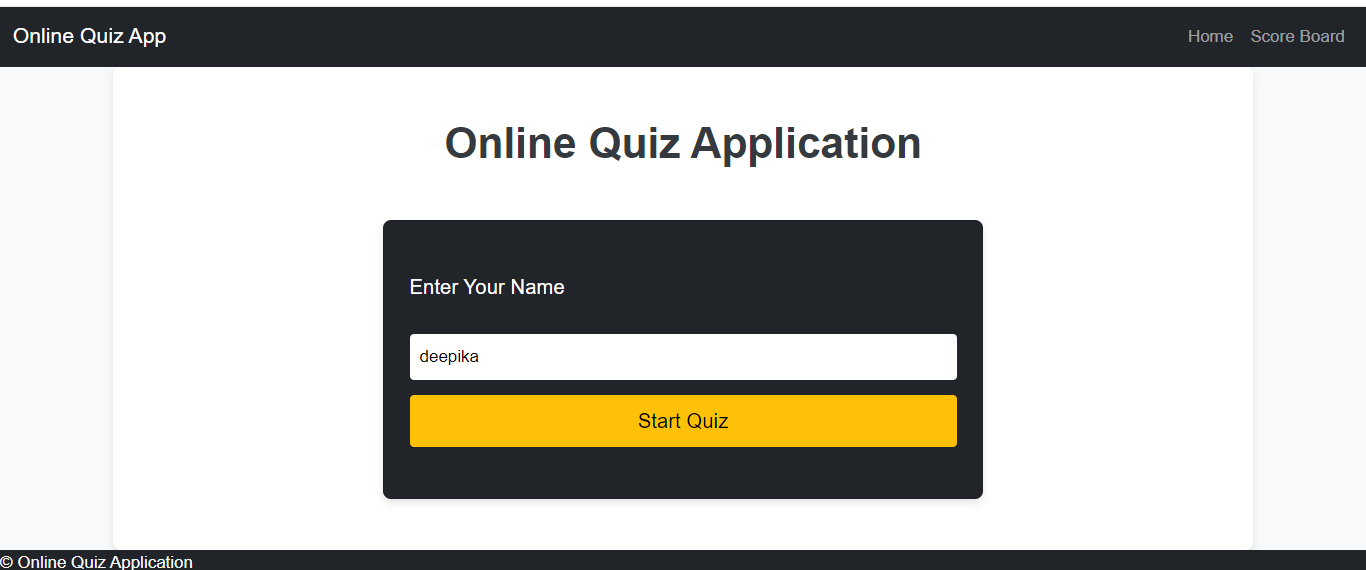 Online Quiz App
Home Score Board
Online Quiz Application
Enter Your Name
deepika
Start Quiz
© Online Quiz Application